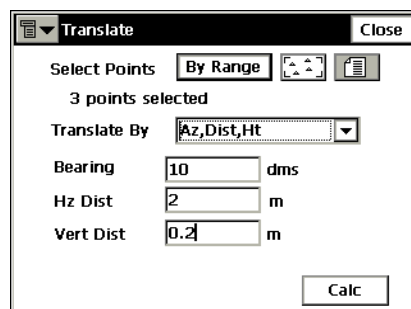 Translate Close
Select Points By Range
3 points selected
Translate By Az,Dist,Ht
Bearing 10 dms
Hz Dist 2 m
Vert Dist 0.2 m
Calc